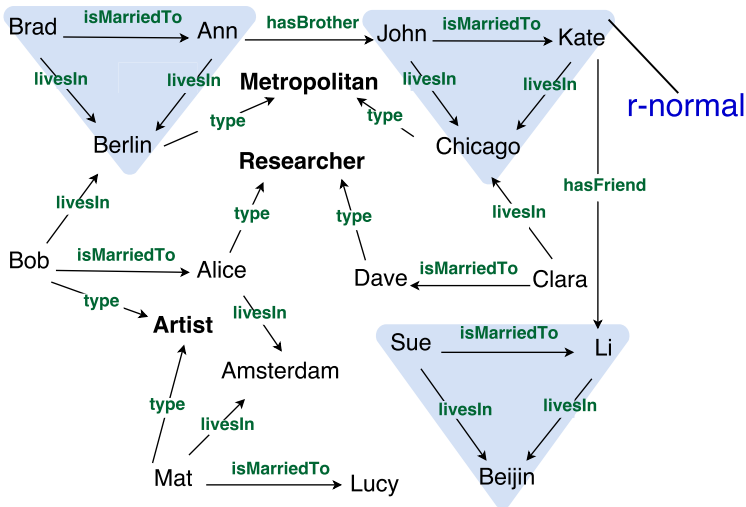 Brad isMarriedTo Ann hasBrother John isMarriedTo Kate
livesIn livesIn Metropolitan livesIn livesIn r-normal
Berlin type type Chicago
Researcher
livesIn type type livesIn hasFriend
Bob isMarriedTo Alice Dave isMarriedTo Clara
type livesIn
Artist Sue isMarriedTo Li
Amsterdam
type livesIn livesIn livesIn
Mat isMarriedTo Lucy Beijin